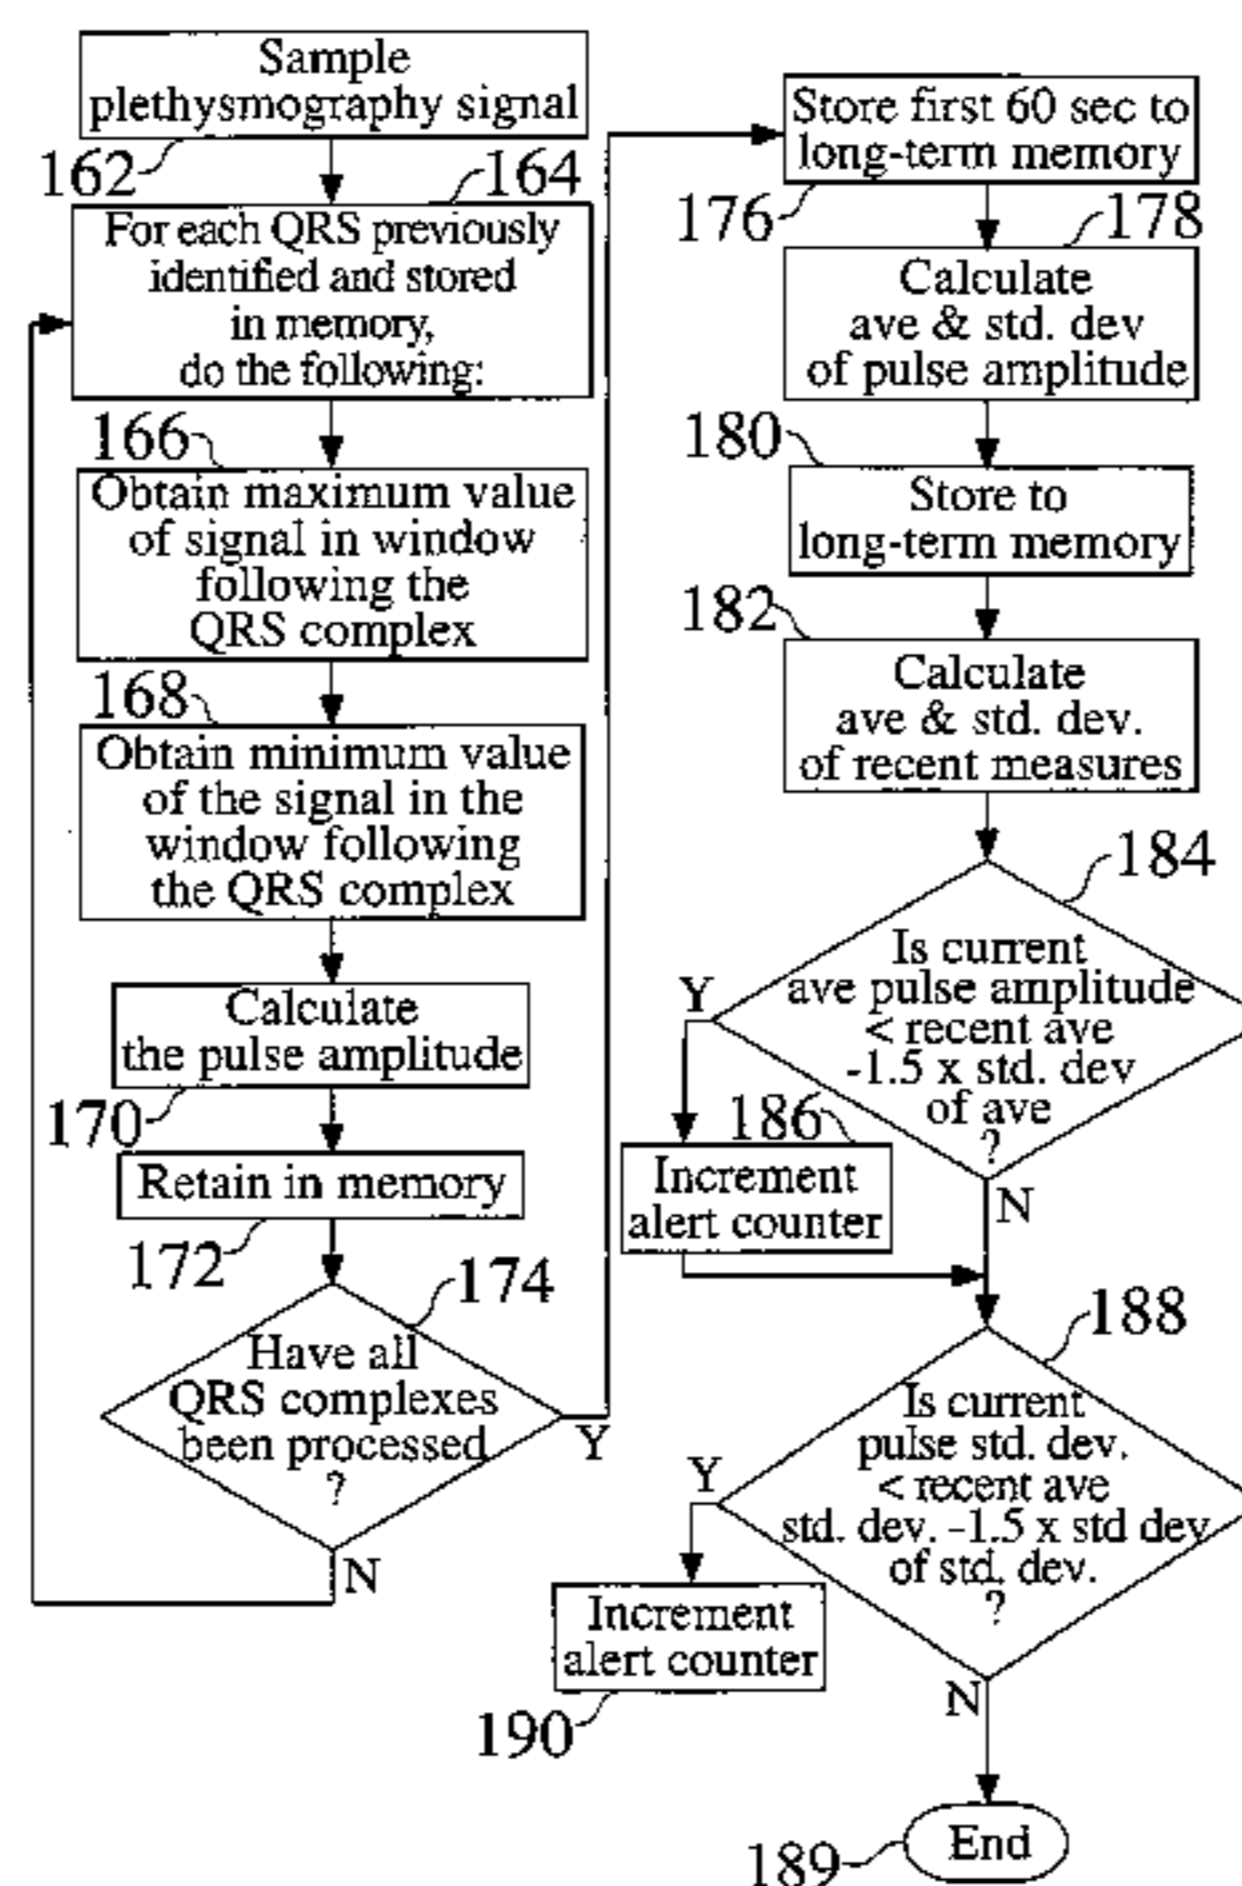 Sample
plethysmography signal
162
164
For each QRS previously
identified and stored
in memory,
do the following:
166
Obtain maximum value
of signal in window
following the
QRS complex
168
Obtain minimum value
of the signal in the
window following
the QRS complex
Calculate
the pulse amplitude
170
Retain in memory
172
174
Have all
QRS complexes
been processed
?
Y
N
Store first 60 sec to
long-term memory
176
178
Calculate
ave & std. dev
of pulse amplitude
180
Store to
long-term memory
182
Calculate
ave & std. dev.
of recent measures
184
Is current
ave pulse amplitude
< recent ave
-1.5 x std. dev
of ave
?
Y
N
186
Increment
alert counter
188
Is current
pulse std. dev.
< recent ave
std. dev. -1.5 x std dev
of std. dev.
?
Y
N
Increment
alert counter
190
End
189